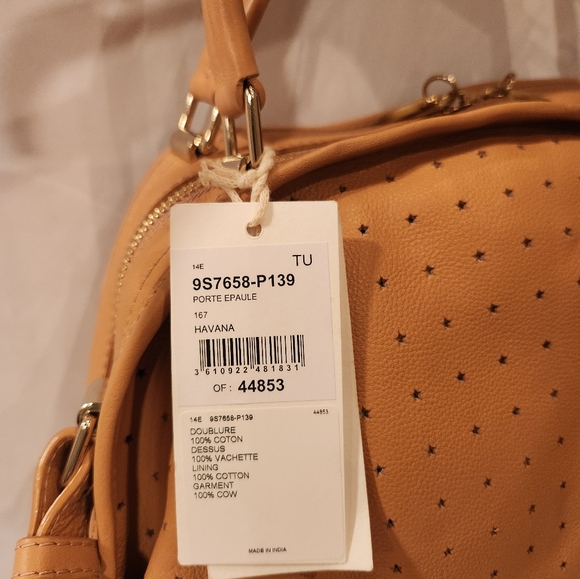 14E TU
9S7658-P139
PORTE EPAULE
167
HAVANA
3 610922 481831
OF: 44853
14E 9S7658-P139 44853
DOUBLURE
100% COTON
DESSUS
100% VACHETTE
LINING
100% COTTON
GARMENT
100% COW
MADE IN INDIA